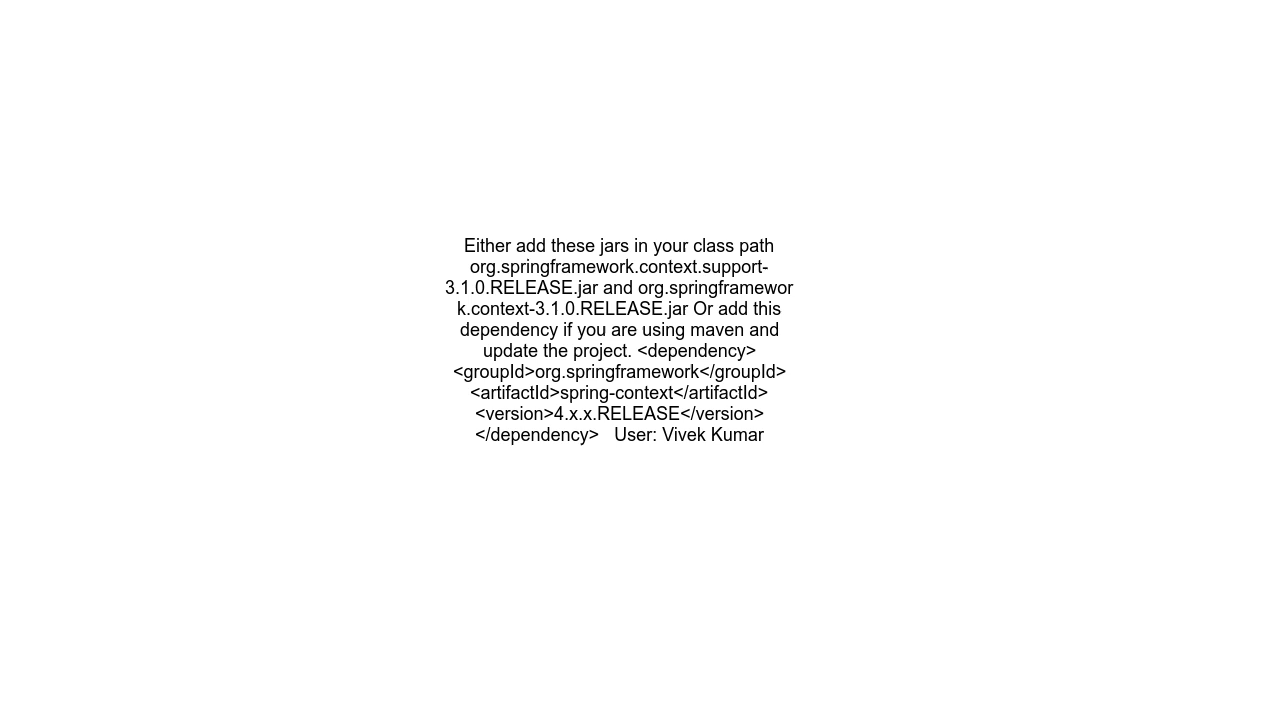 Either add these jars in your class path
org.springframework.context.support-
3.1.0.RELEASE.jar and org.springframewor
k.context-3.1.0.RELEASE.jar Or add this
dependency if you are using maven and
update the project. <dependency>
<groupId>org.springframework</groupId>
<artifactId>spring-context</artifactId>
<version>4.x.x.RELEASE</version>
</dependency>   User: Vivek Kumar